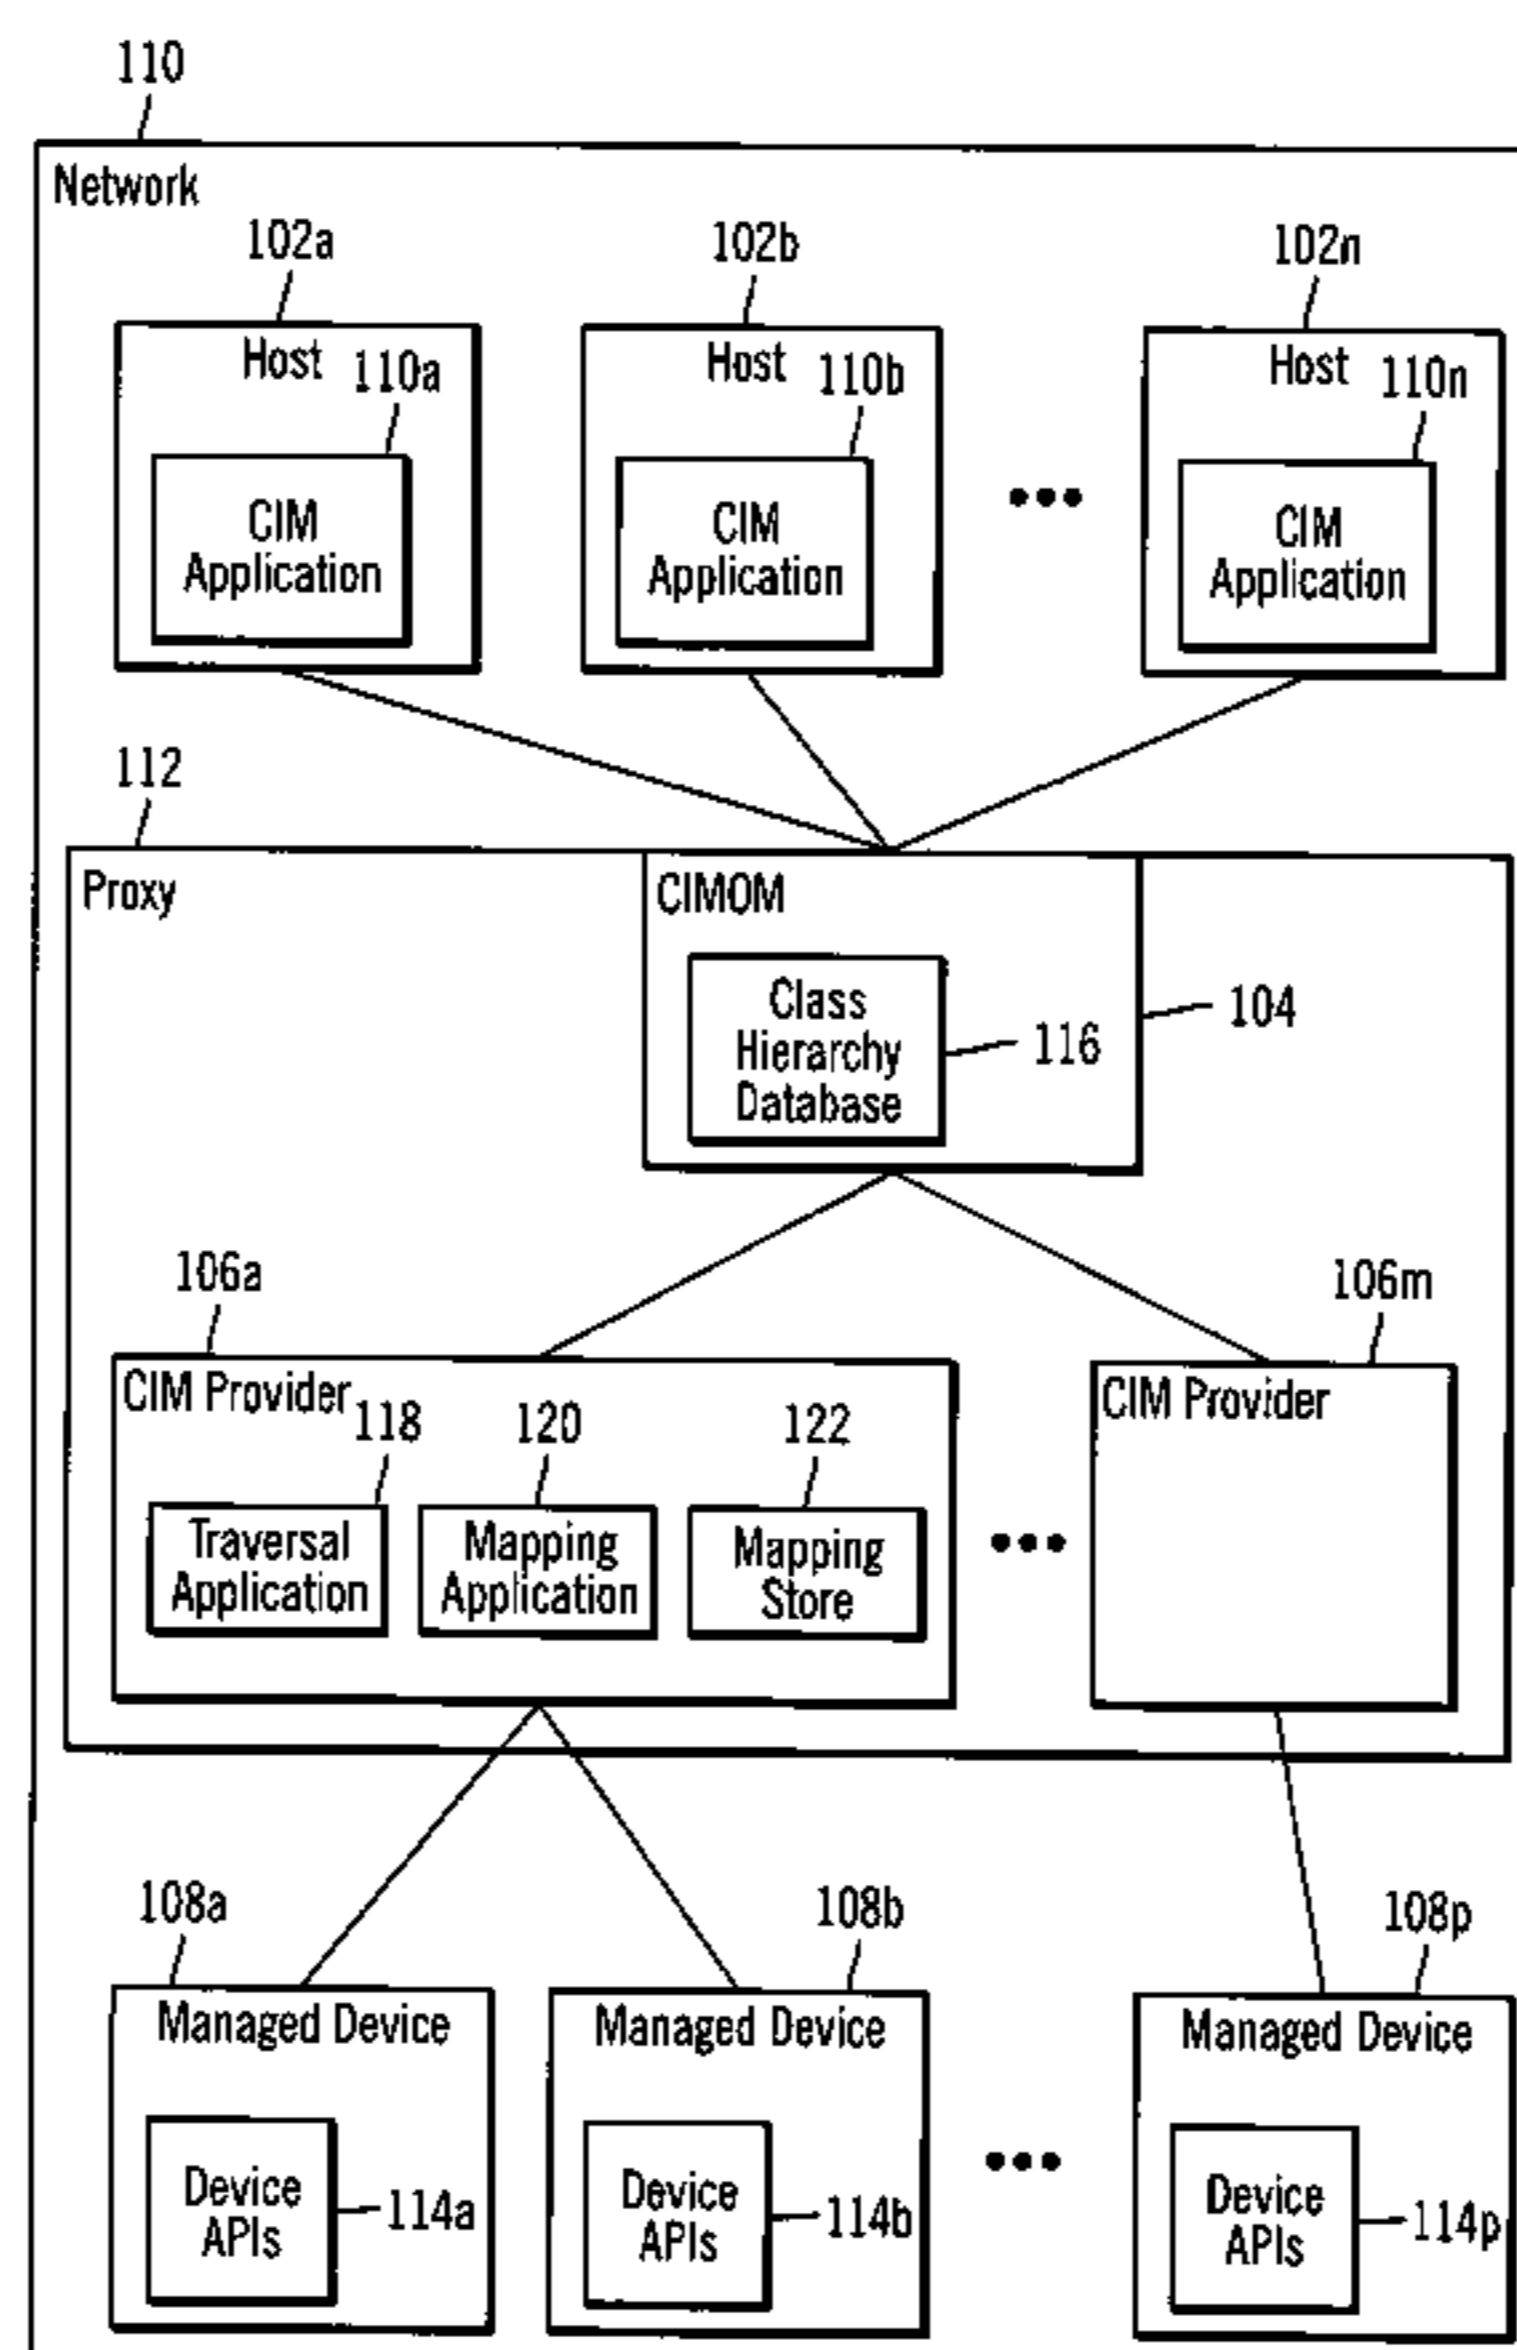 110
Network
102a
102b
102n
Host
110a
Host
110b
Host
110n
CIM
Application
CIM
Application
CIM
Application
112
Proxy
CIMOM
Class
Hierarchy
Database
116
104
106a
106m
CIM Provider
118
120
122
CIM Provider
Traversal
Application
Mapping
Application
Mapping
Store
108a
108b
108p
Managed Device
Managed Device
Managed Device
Device
APIs
114a
Device
APIs
114b
Device
APIs
114p